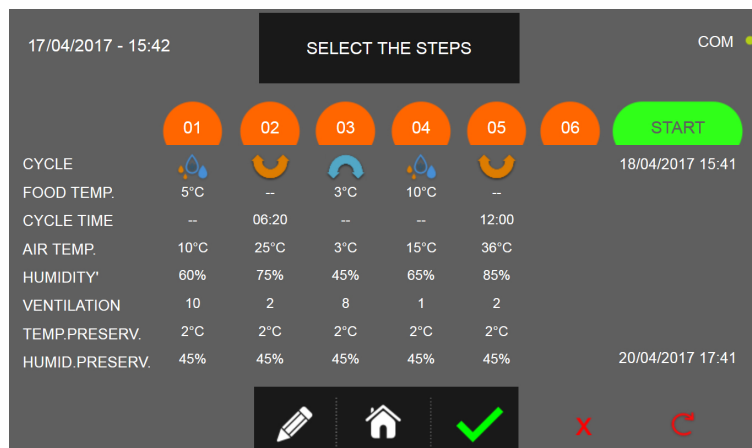 17/04/2017 - 15:42 SELECT THE STEPS COM
01 02 03 04 05 06 START
CYCLE 18/04/2017 15:41
FOOD TEMP. 5°C -- 3°C 10°C --
CYCLE TIME -- 06:20 -- -- 12:00
AIR TEMP. 10°C 25°C 3°C 15°C 36°C
HUMIDITY' 60% 75% 45% 65% 85%
VENTILATION 10 2 8 1 2
TEMP.PRESERV. 2°C 2°C 2°C 2°C 2°C
HUMID.PRESERV. 45% 45% 45% 45% 45% 20/04/2017 17:41
X